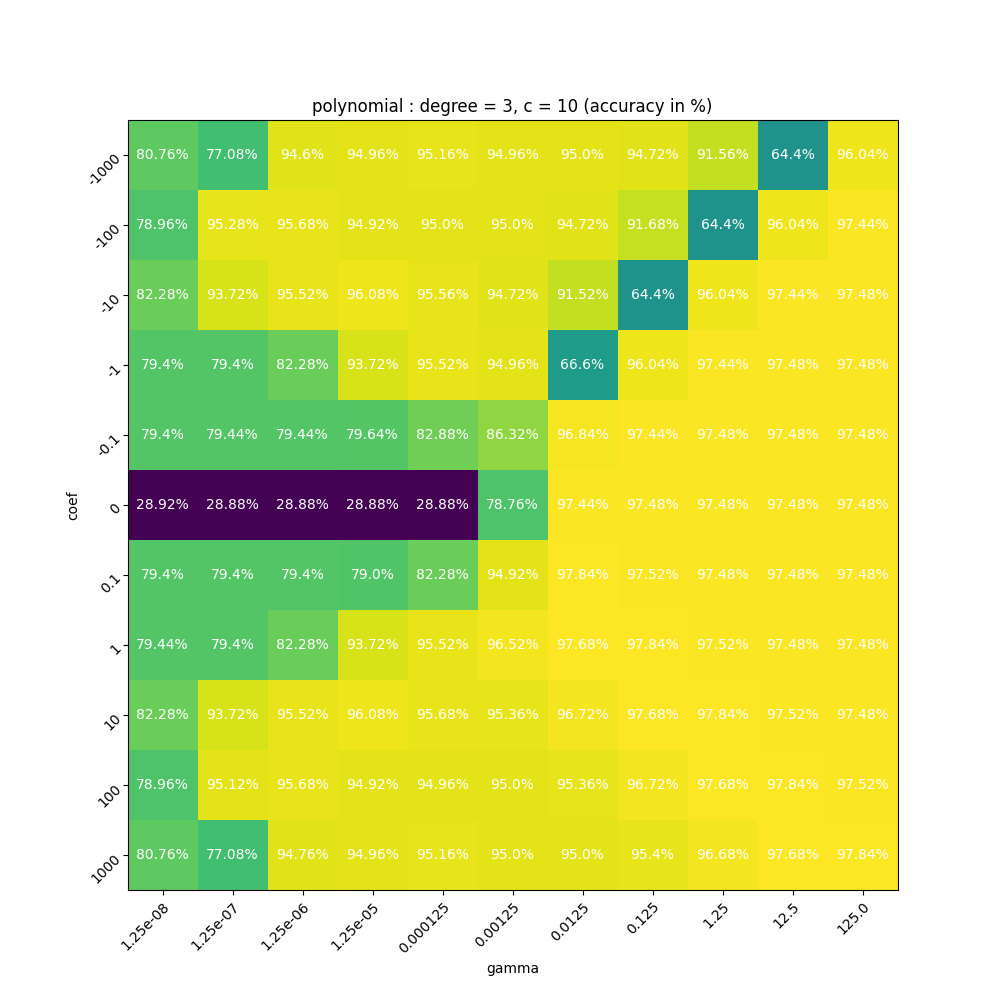 polynomial : degree = 3, c = 10 (accuracy in %)
-1000 80.76% 77.08% 94.6% 94.96% 95.16% 94.96% 95.0% 94.72% 91.56% 64.4% 96.04%
-100 78.96% 95.28% 95.68% 94.92% 95.0% 95.0% 94.72% 91.68% 64.4% 96.04% 97.44%
-10 82.28% 93.72% 95.52% 96.08% 95.56% 94.72% 91.52% 64.4% 96.04% 97.44% 97.48%
-1 79.4% 79.4% 82.28% 93.72% 95.52% 94.96% 66.6% 96.04% 97.44% 97.48% 97.48%
-0.1 79.4% 79.44% 79.44% 79.64% 82.88% 86.32% 96.84% 97.44% 97.48% 97.48% 97.48%
coef
0 28.92% 28.88% 28.88% 28.88% 28.88% 78.76% 97.44% 97.48% 97.48% 97.48% 97.48%
0.1 79.4% 79.4% 79.4% 79.0% 82.28% 94.92% 97.84% 97.52% 97.48% 97.48% 97.48%
1 79.44% 79.4% 82.28% 93.72% 95.52% 96.52% 97.68% 97.84% 97.52% 97.48% 97.48%
10 82.28% 93.72% 95.52% 96.08% 95.68% 95.36% 96.72% 97.68% 97.84% 97.52% 97.48%
100 78.96% 95.12% 95.68% 94.92% 94.96% 95.0% 95.36% 96.72% 97.68% 97.84% 97.52%
1000 80.76% 77.08% 94.76% 94.96% 95.16% 95.0% 95.0% 95.4% 96.68% 97.68% 97.84%
1.25e-08 1.25e-07 1.25e-06 1.25e-05 0.000125 0.00125 0.0125 0.125 1.25 12.5 125.0
gamma